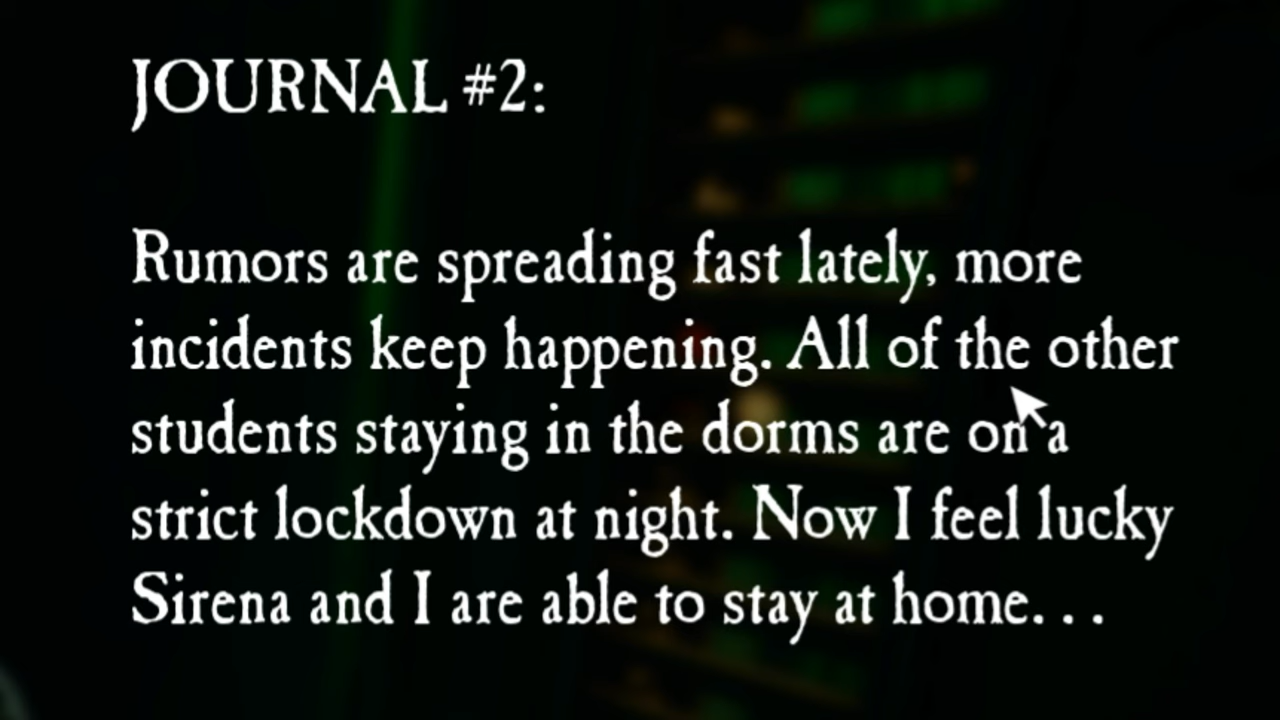 JOURNAL #2:
Rumors are spreading fast lately, more
incidents keep happening. All of the other
students staying in the dorms are on a
strict lockdown at night. Now I feel lucky
Sirena and I are able to stay at home. . .